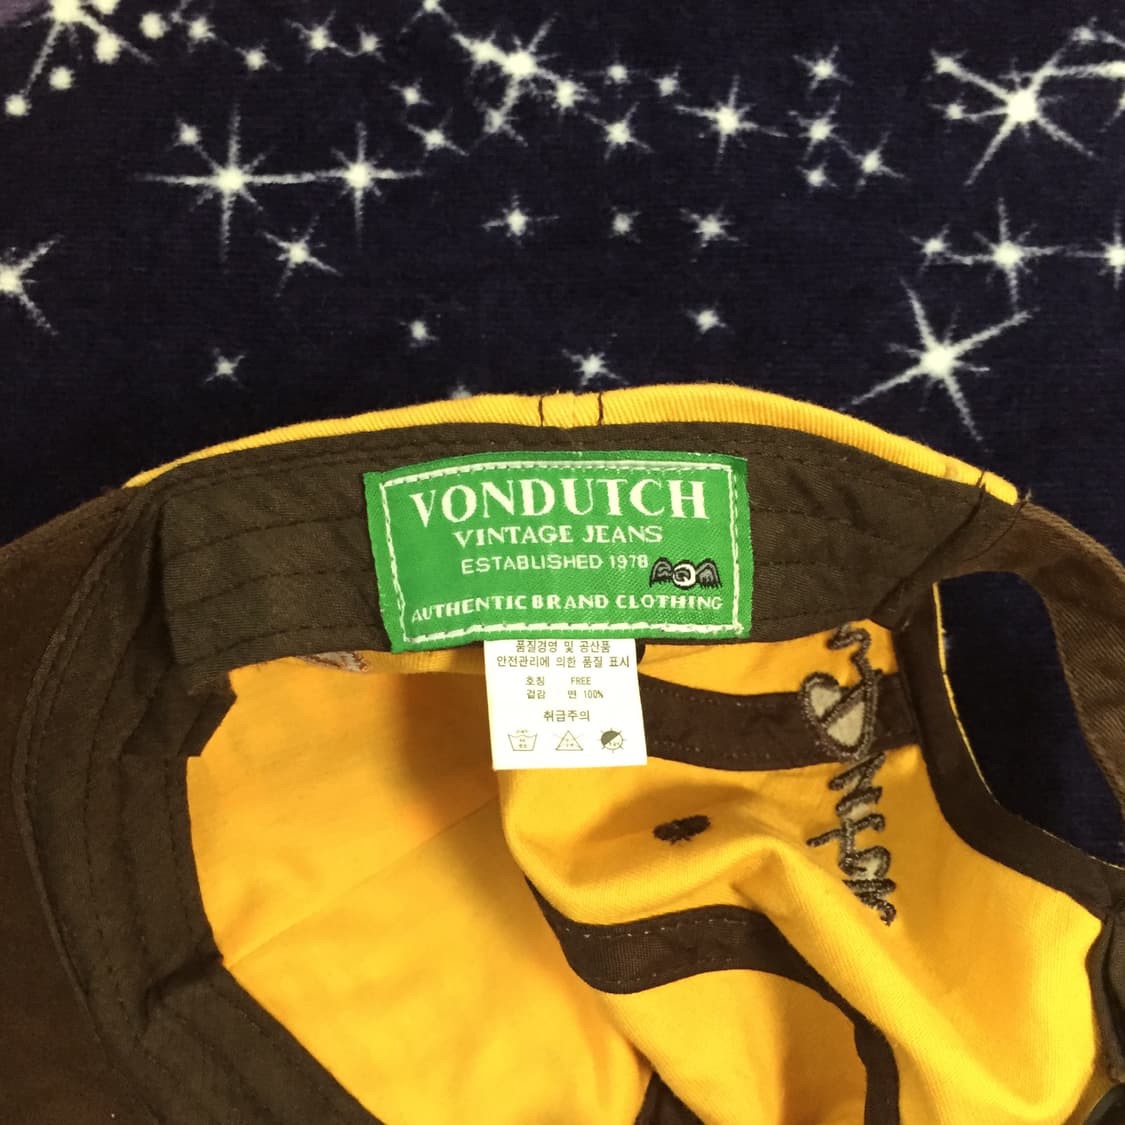 VONDUTCH
VINTAGE JEANS
ESTABLISHED 1978
AUTHENTIC BRAND CLOTHING
품질경영 및 공산품
안전관리에 의한 품질 표시
호칭 FREE
겉감 면 100%
취급주의